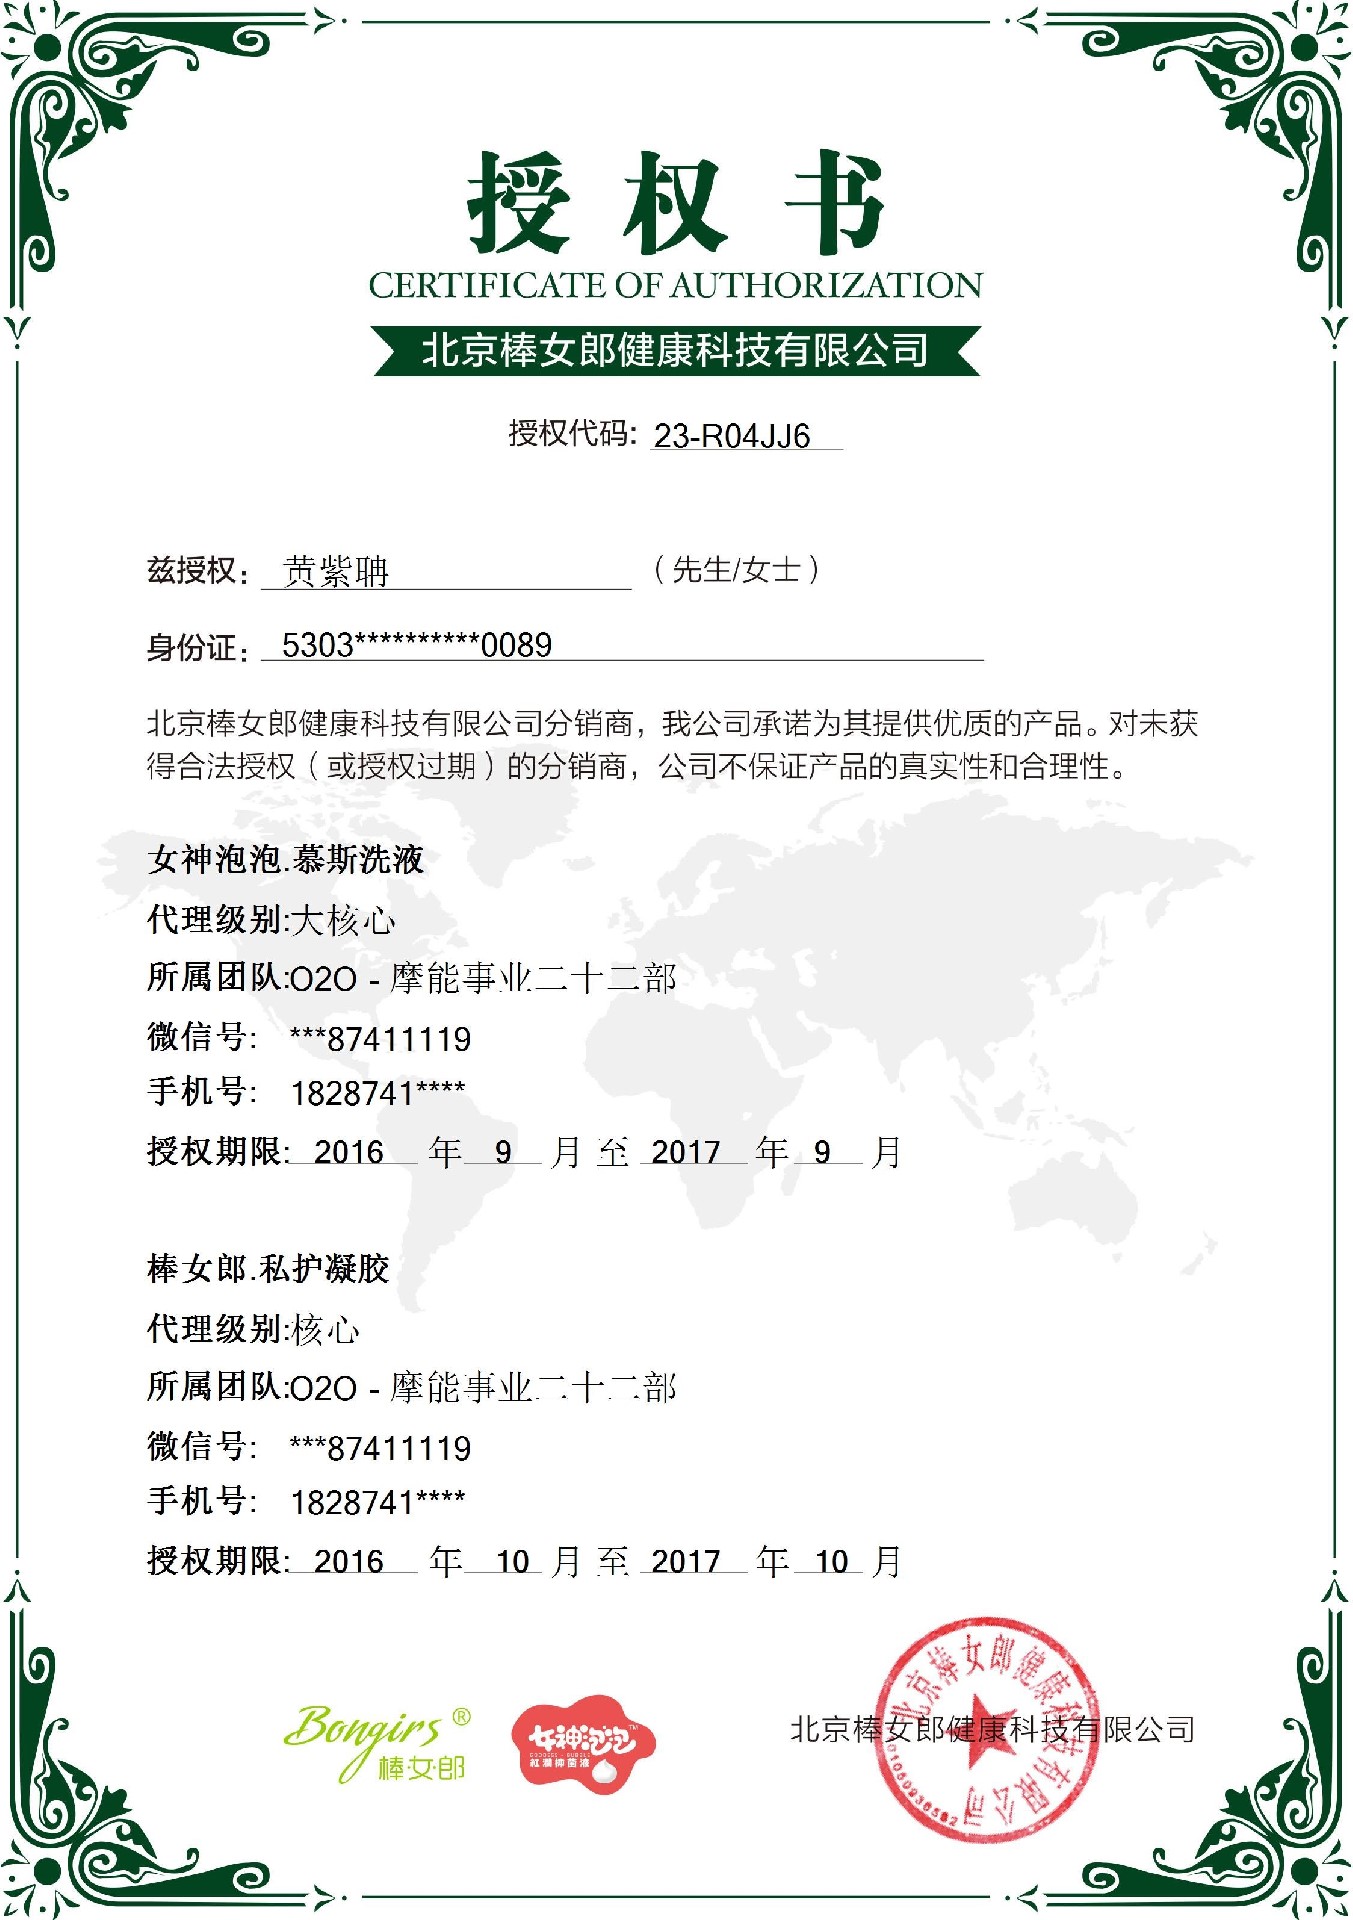 授权书
CERTIFICATE OF AUTHORIZATION
北京棒女郎健康科技有限公司
授权代码: 23-R04JJ6
兹授权: 黄紫聃 （先生/女士）
身份证: 5303**********0089
北京棒女郎健康科技有限公司分销商，我公司承诺为其提供优质的产品。对未获
得合法授权（或授权过期）的分销商，公司不保证产品的真实性和合理性。
女神泡泡.慕斯洗液
代理级别:大核心
所属团队:O2O - 摩能事业二十二部
微信号: ***87411119
手机号: 1828741****
授权期限: 2016 年 9 月 至 2017 年 9 月
棒女郎.私护凝胶
代理级别:核心
所属团队:O2O - 摩能事业二十二部
微信号: ***87411119
手机号: 1828741****
授权期限: 2016 年 10 月 至 2017 年 10 月
Bongirs®
棒女郎
女神泡泡™
北京棒女郎健康科技有限公司
北京棒女郎健康科技有限公司